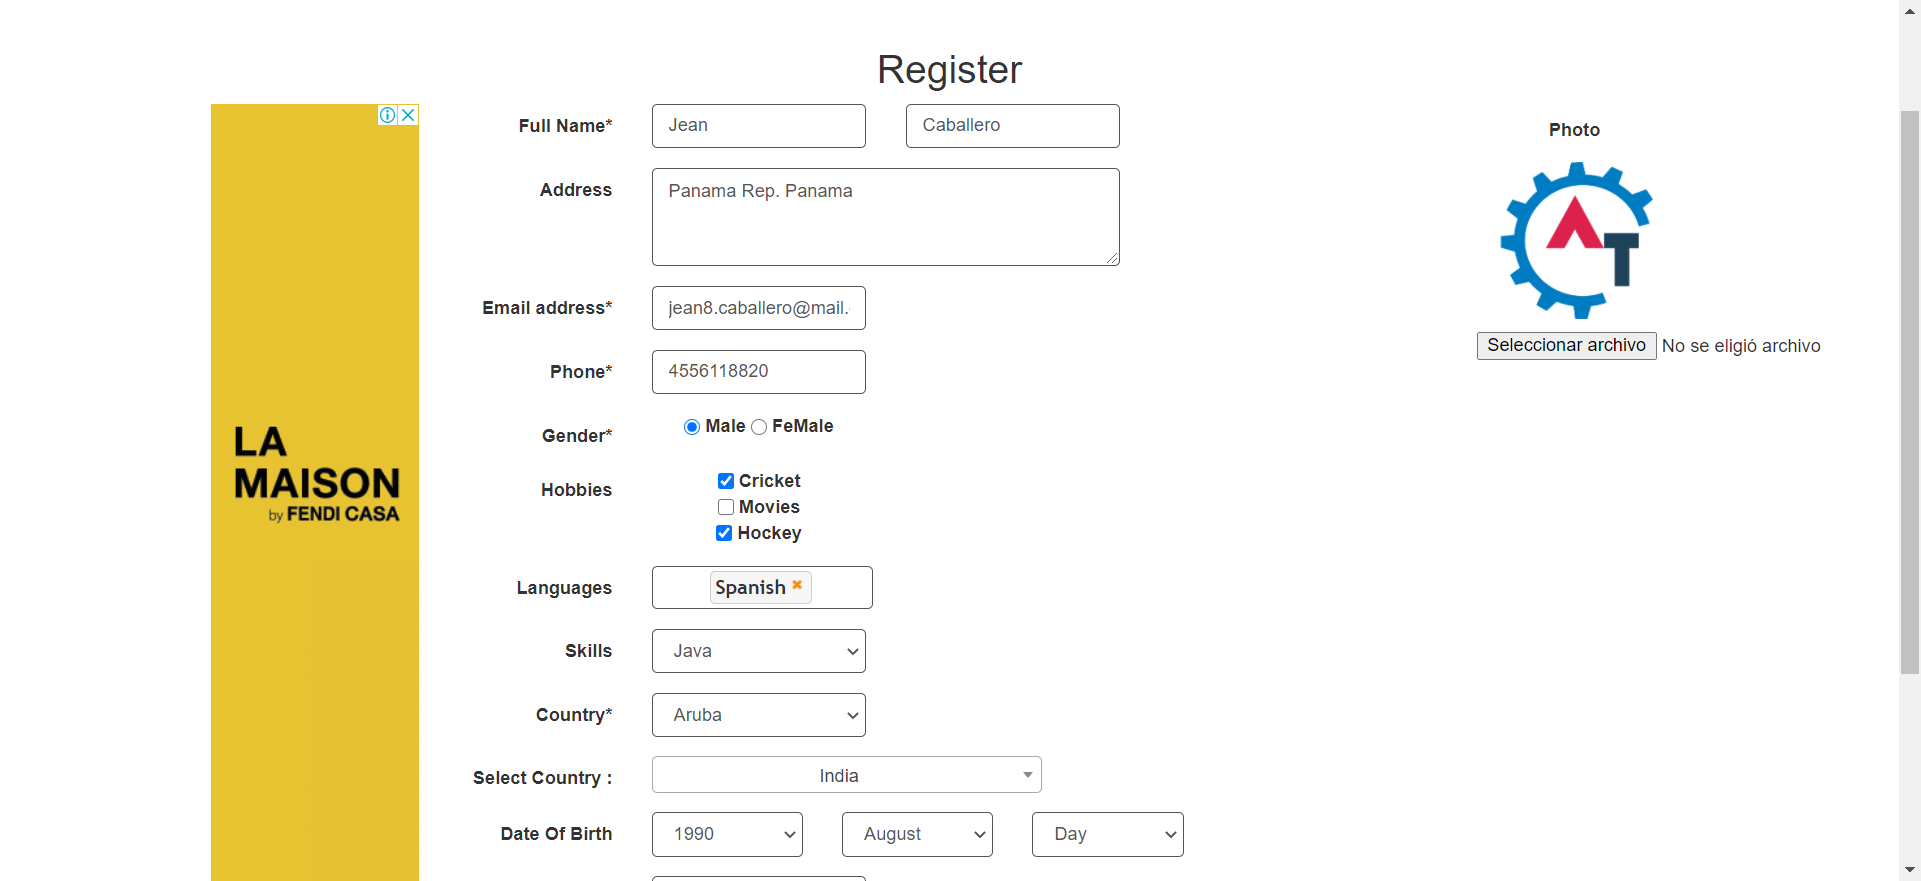 Register
LA
MAISON
by FENDI CASA
Full Name*
Jean
Caballero
Address
Panama Rep. Panama
Email address*
jean8.caballero@mail.
Phone*
4556118820
Gender*
Male
FeMale
Hobbies
Cricket
Movies
Hockey
Languages
Spanish
Skills
Java
Country*
Aruba
Select Country :
India
Date Of Birth
1990
August
Day
Photo
AT
Seleccionar archivo
No se eligió archivo